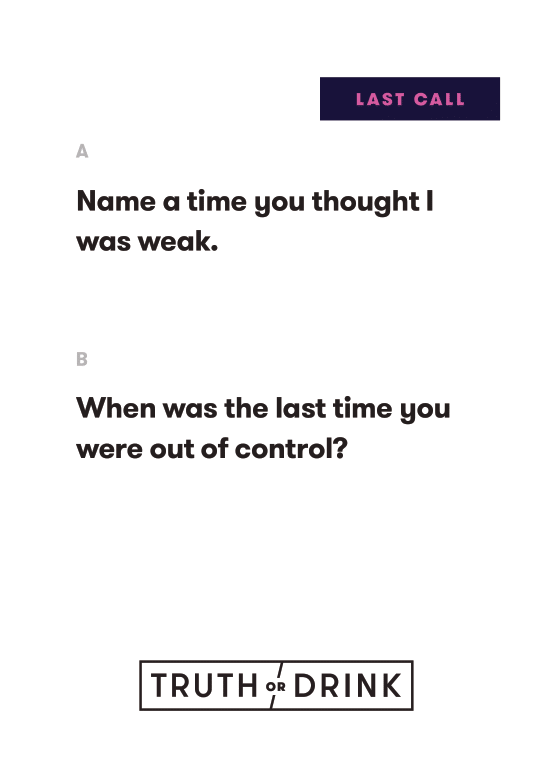 LAST CALL
A
Name a time you thought I
was weak.
B
When was the last time you
were out of control?
TRUTH OR DRINK